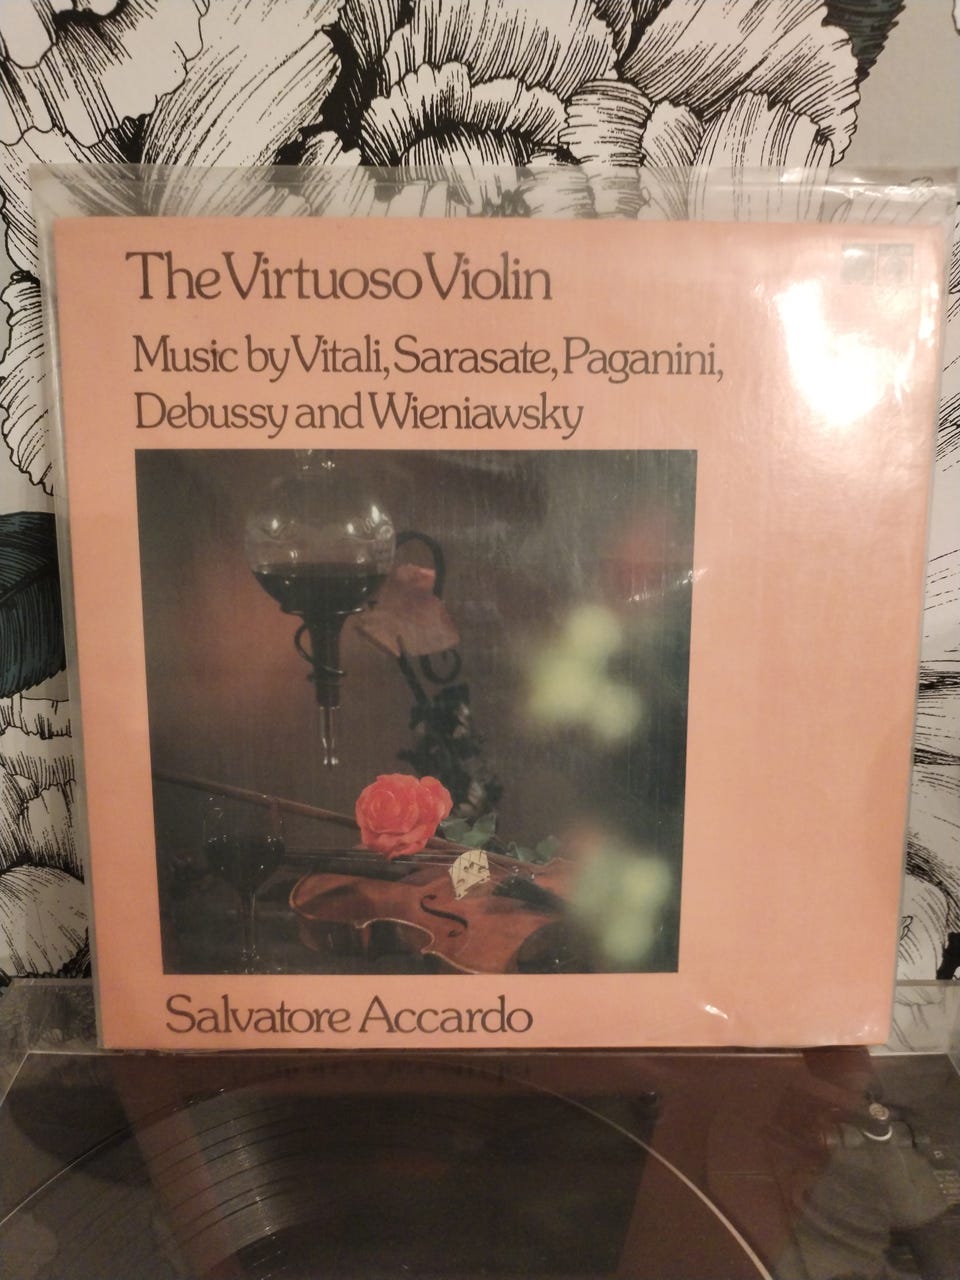 The Virtuoso Violin
Music by Vitali, Sarasate, Paganini,
Debussy and Wieniawsky
Salvatore Accardo